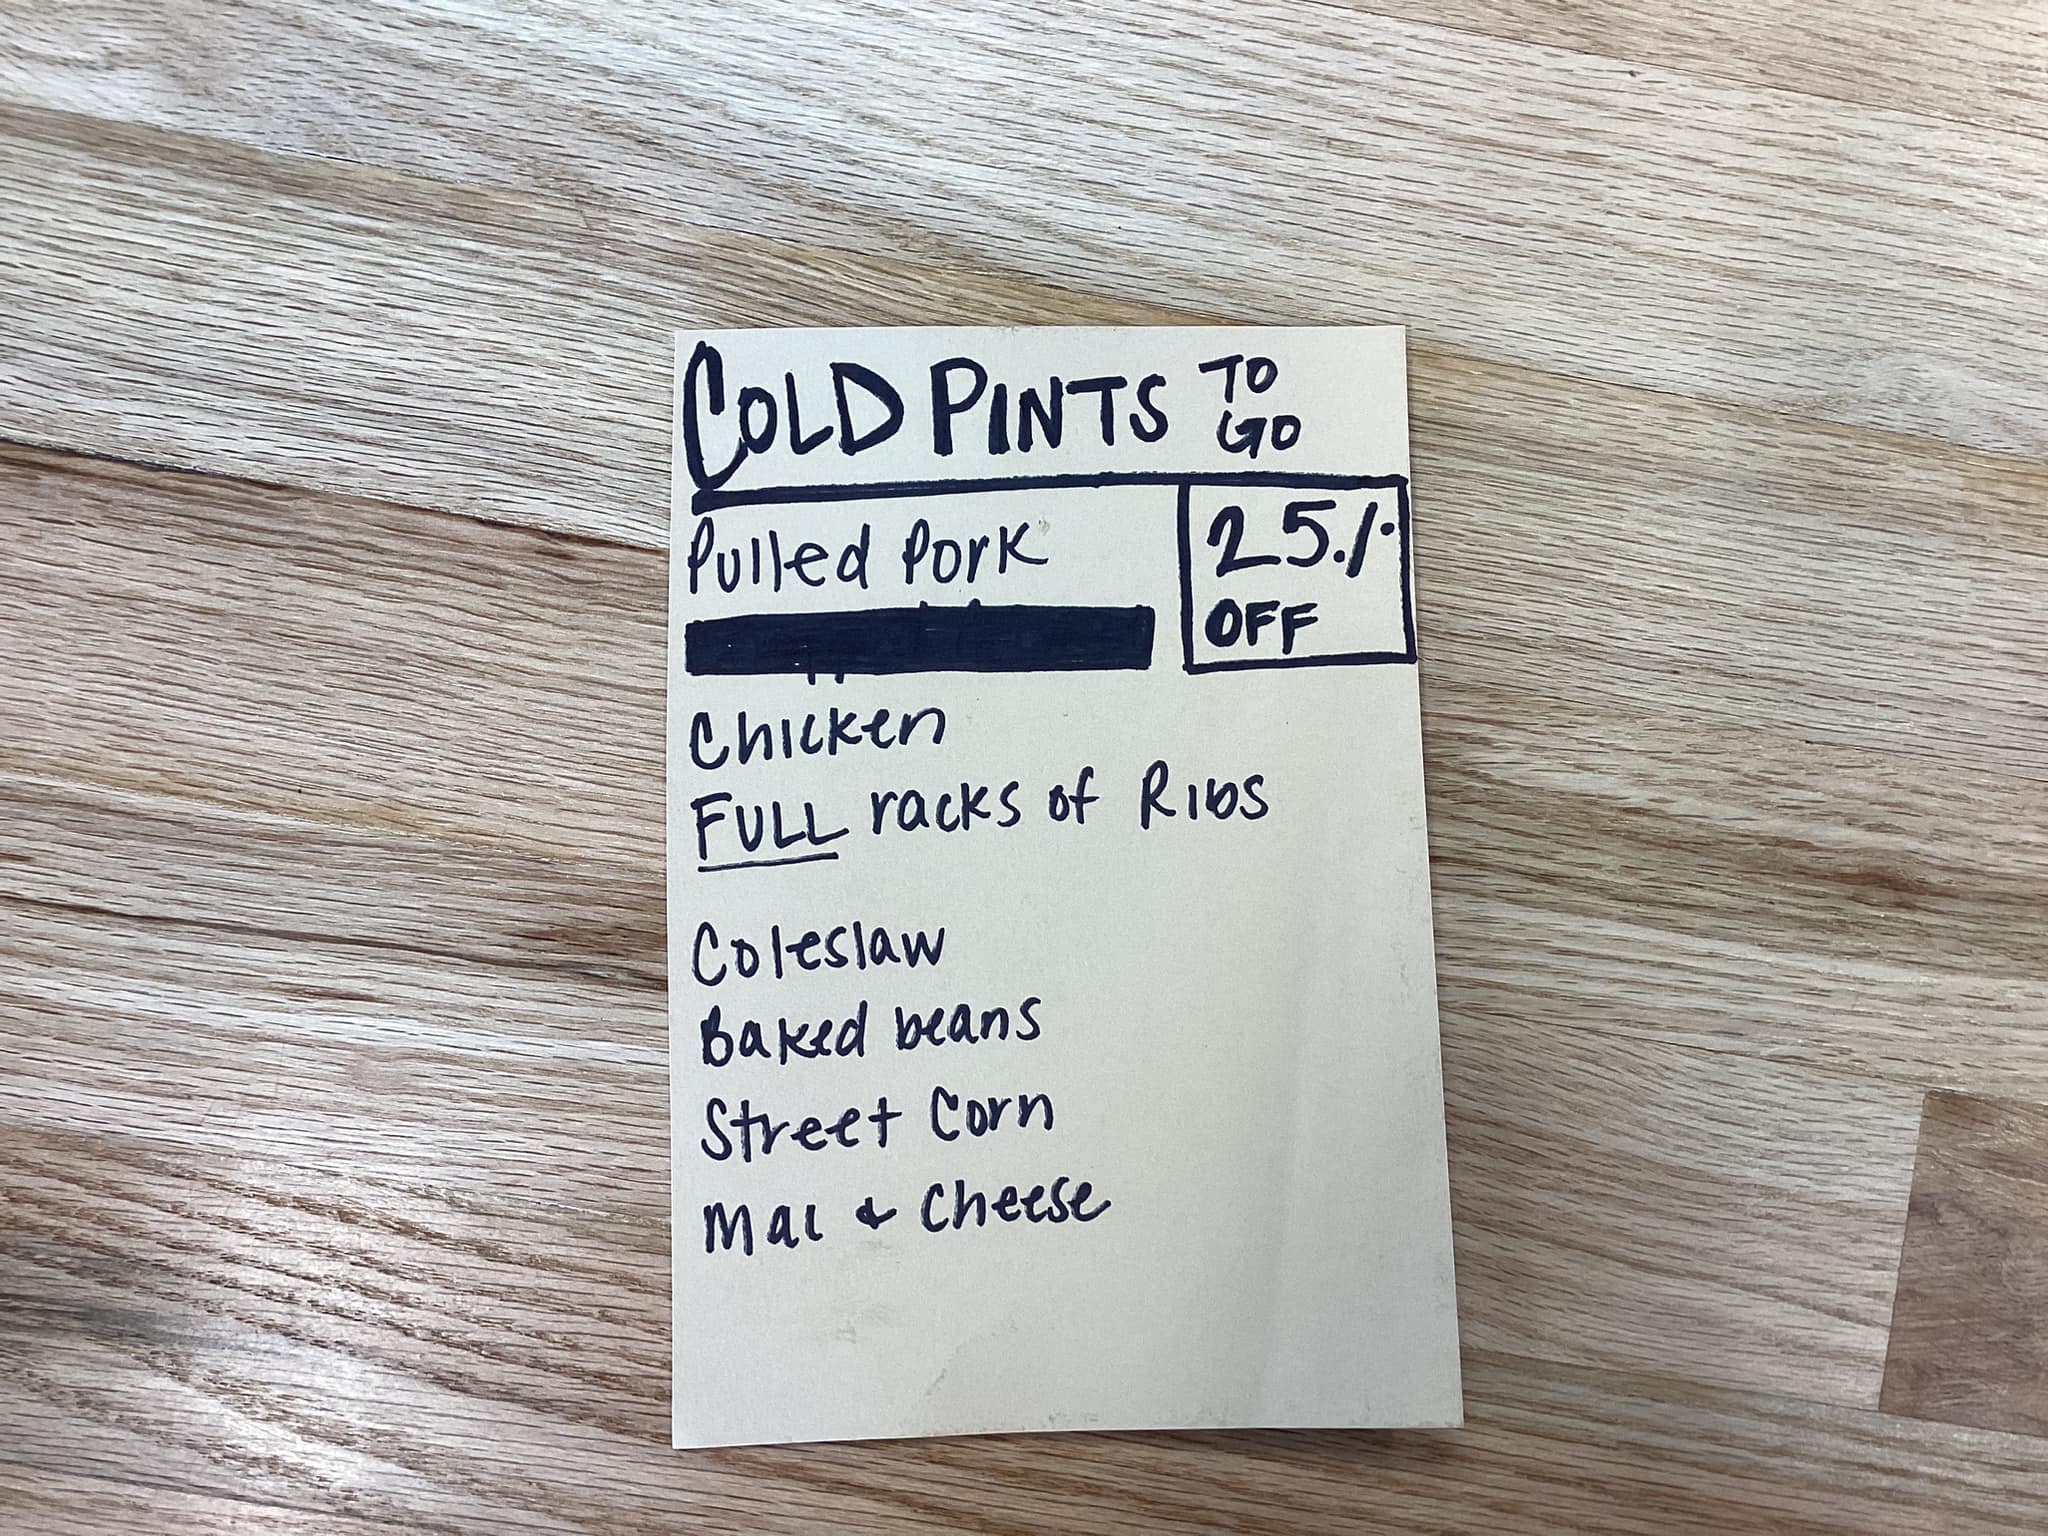 COLD PINTS TO GO
Pulled Pork
25%
OFF
Chicken
FULL racks of Ribs
Coleslaw
Baked beans
Street Corn
Mac & Cheese